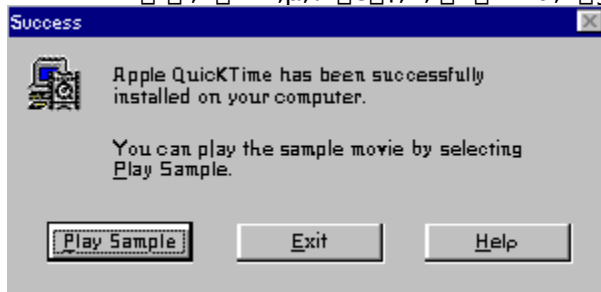 Success
Apple QuicKTime has been successfully
installed on your computer.
You can play the sample movie by selecting
Play Sample.
Play Sample
Exit
Help